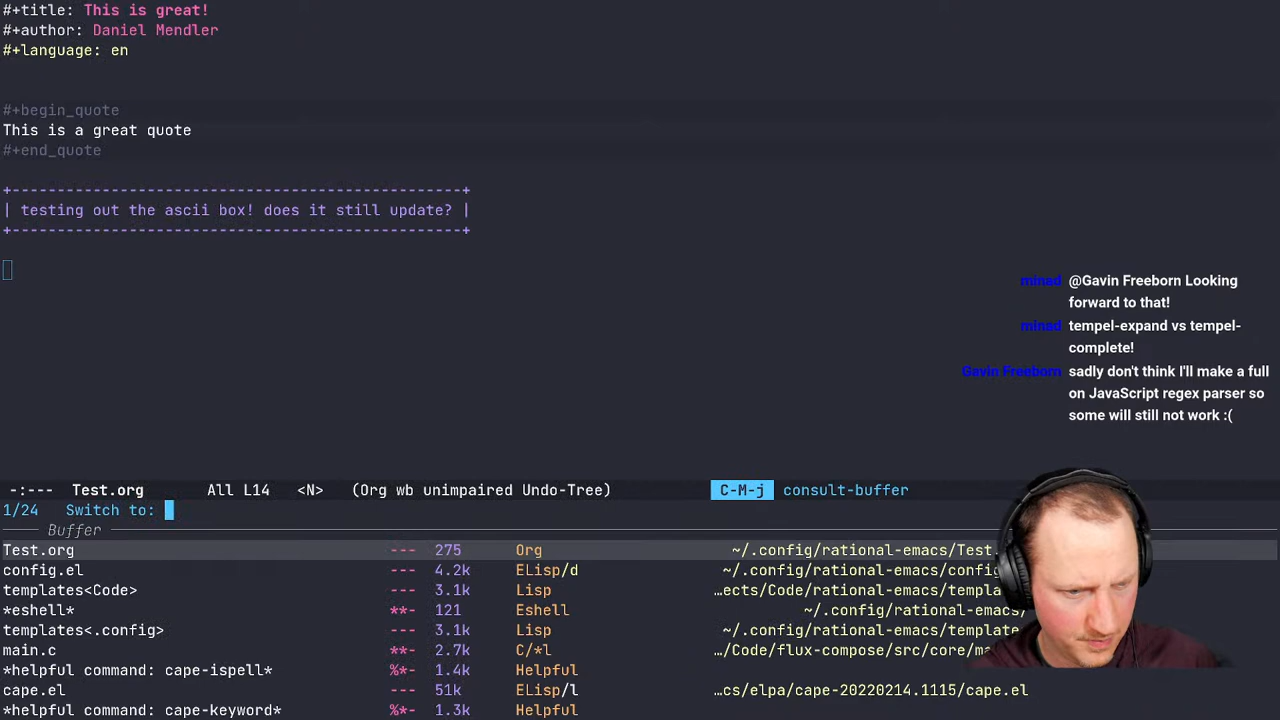 #+title: This is great!
#+author: Daniel Mendler
#+language: en
#+begin_quote
This is a great quote
#+end_quote
+------------------------------------------------+
| testing out the ascii box! does it still update? |
+------------------------------------------------+
minad @Gavin Freeborn Looking
forward to that!
minad tempel-expand vs tempel-
complete!
Gavin Freeborn sadly don't think I'll make a full
on JavaScript regex parser so
some will still not work :(
-:--- Test.org All L14 <N> (Org wb unimpaired Undo-Tree) C-M-j consult-buffer
1/24 Switch to:
Buffer
Test.org --- 275 Org ~/.config/rational-emacs/Test.
config.el --- 4.2k ELisp/d ~/.config/rational-emacs/config
templates<Code> --- 3.1k Lisp …ects/Code/rational-emacs/templa
*eshell* **- 121 Eshell ~/.config/rational-emacs/
templates<.config> --- 3.1k Lisp ~/.config/rational-emacs/template
main.c **- 2.7k C/*l …/Code/flux-compose/src/core/ma
*helpful command: cape-ispell* %*- 1.4k Helpful
cape.el --- 51k ELisp/l …cs/elpa/cape-20220214.1115/cape.el
*helpful command: cape-keyword* %*- 1.3k Helpful